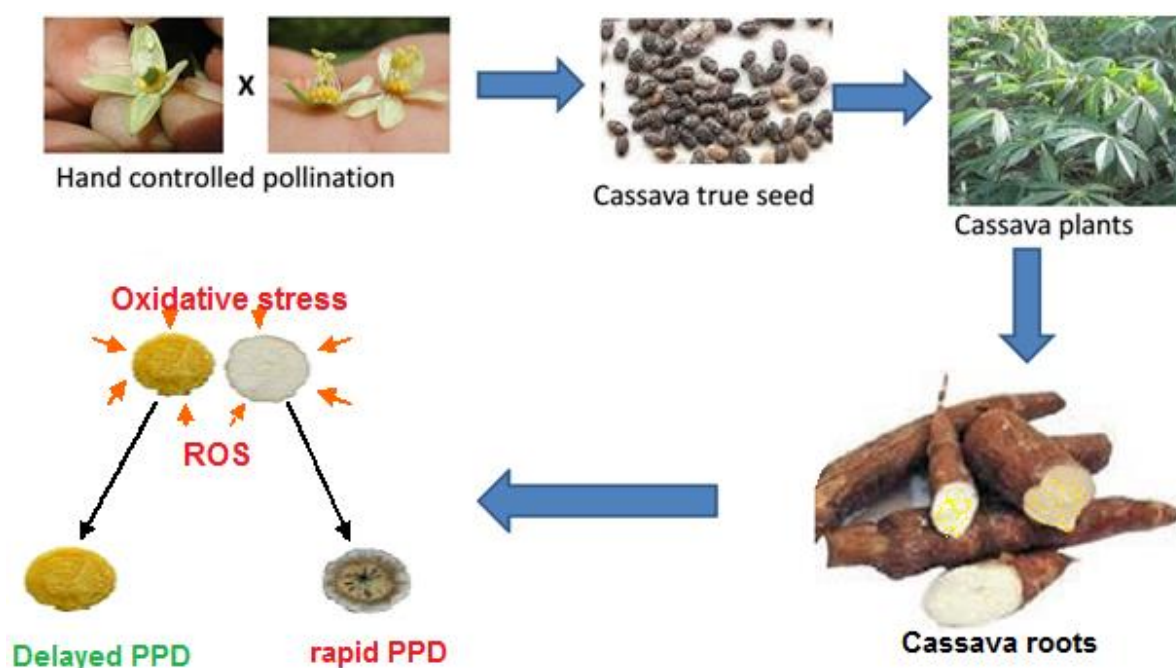 x
Hand controlled pollination
Cassava true seed
Cassava plants
Oxidative stress
ROS
Cassava roots
Delayed PPD
rapid PPD